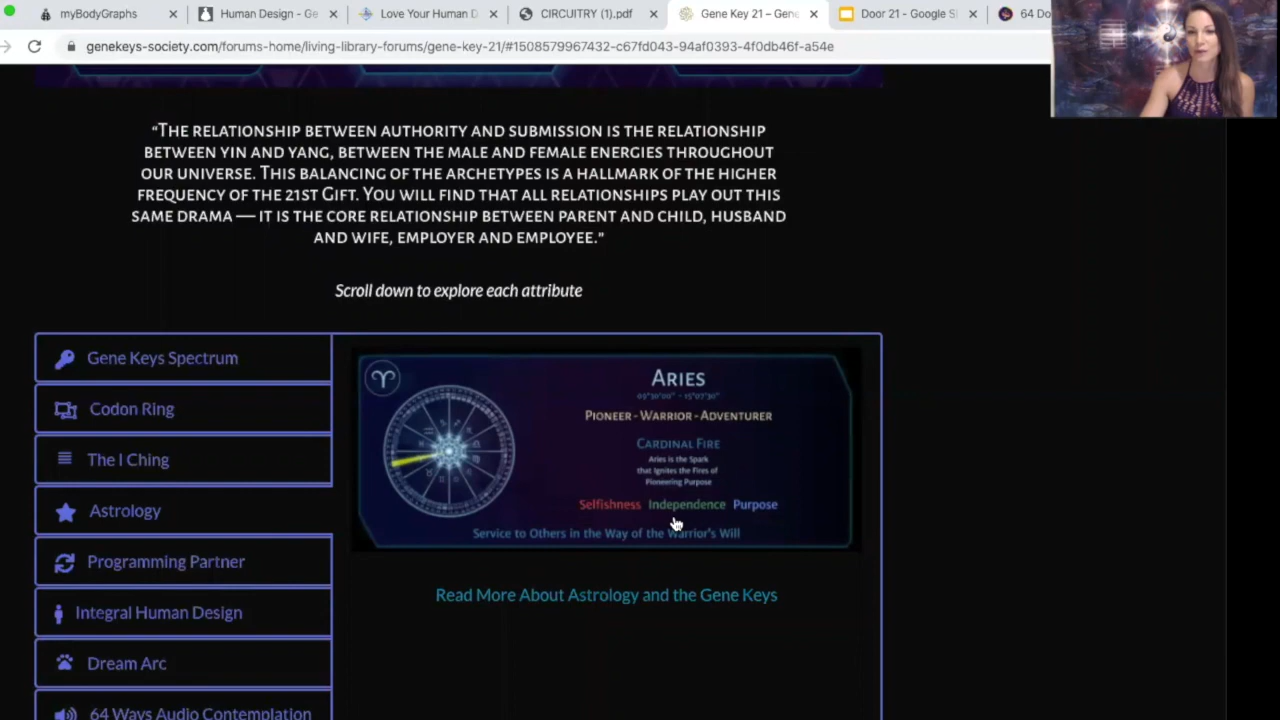 myBodyGraphs
Human Design - Ge
Love Your Human D
CIRCUITRY (1).pdf
Gene Key 21 – Gene
Door 21 - Google Sl
64 Do
genekeys-society.com/forums-home/living-library-forums/gene-key-21/#1508579967432-c67fd043-94af0393-4f0db46f-a54e
“The relationship between authority and submission is the relationship
between yin and yang, between the male and female energies throughout
our universe. This balancing of the archetypes is a hallmark of the higher
frequency of the 21st Gift. You will find that all relationships play out this
same drama — it is the core relationship between parent and child, husband
and wife, employer and employee.”
Scroll down to explore each attribute
Gene Keys Spectrum
Codon Ring
The I Ching
Astrology
Programming Partner
Integral Human Design
Dream Arc
64 Ways Audio Contemplation
Aries
09°30'00" - 15°07'30"
Pioneer - Warrior - Adventurer
Cardinal Fire
Aries is the Spark
that Ignites the Fires of
Pioneering Purpose
Selfishness Independence Purpose
Service to Others in the Way of the Warrior's Will
Read More About Astrology and the Gene Keys